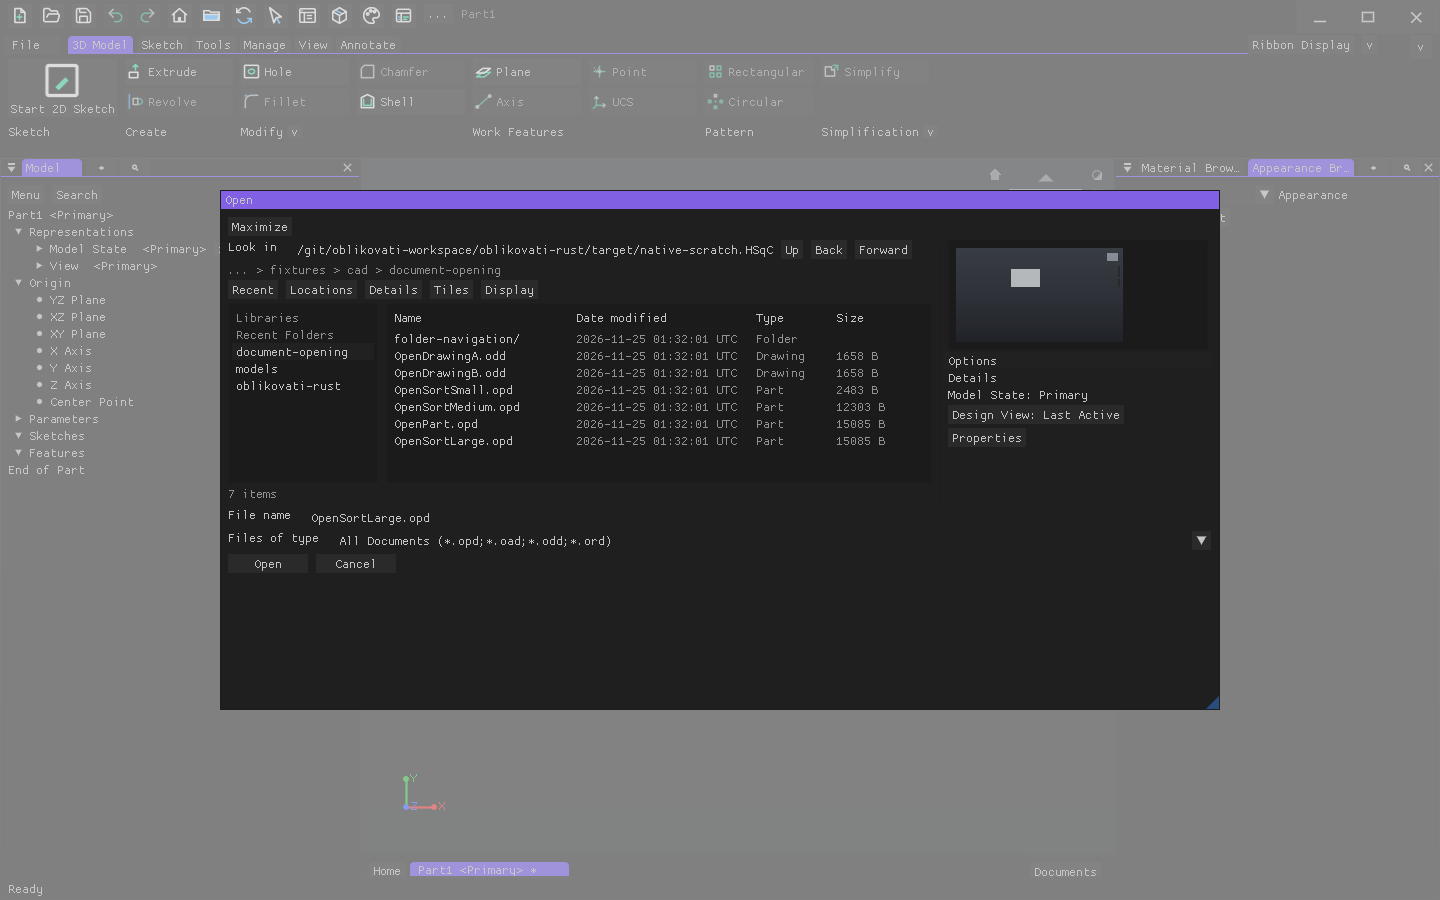 ... Part1
File 3D Model Sketch Tools Manage View Annotate Ribbon Display v v
Extrude Hole Chamfer Plane Point Rectangular Simplify
Start 2D Sketch Revolve Fillet Shell Axis UCS Circular
Sketch Create Modify v Work Features Pattern Simplification v
Model Material Brow... Appearance Br...
Menu Search Appearance
Part1 <Primary>
Representations
Model State <Primary>
View <Primary>
Origin
YZ Plane
XZ Plane
XY Plane
X Axis
Y Axis
Z Axis
Center Point
Parameters
Sketches
Features
End of Part
Open
Maximize
Look in /git/oblikovati-workspace/oblikovati-rust/target/native-scratch.HSqC Up Back Forward
... > fixtures > cad > document-opening
Recent Locations Details Tiles Display
Libraries
Recent Folders
document-opening
models
oblikovati-rust
Name Date modified Type Size
folder-navigation/ 2026-11-25 01:32:01 UTC Folder
OpenDrawingA.odd 2026-11-25 01:32:01 UTC Drawing 1658 B
OpenDrawingB.odd 2026-11-25 01:32:01 UTC Drawing 1658 B
OpenSortSmall.opd 2026-11-25 01:32:01 UTC Part 2483 B
OpenSortMedium.opd 2026-11-25 01:32:01 UTC Part 12303 B
OpenPart.opd 2026-11-25 01:32:01 UTC Part 15085 B
OpenSortLarge.opd 2026-11-25 01:32:01 UTC Part 15085 B
Options
Details
Model State: Primary
Design View: Last Active
Properties
7 items
File name OpenSortLarge.opd
Files of type All Documents (*.opd;*.oad;*.odd;*.ord)
Open Cancel
Y
Z X
Home Part1 <Primary> * Documents
Ready